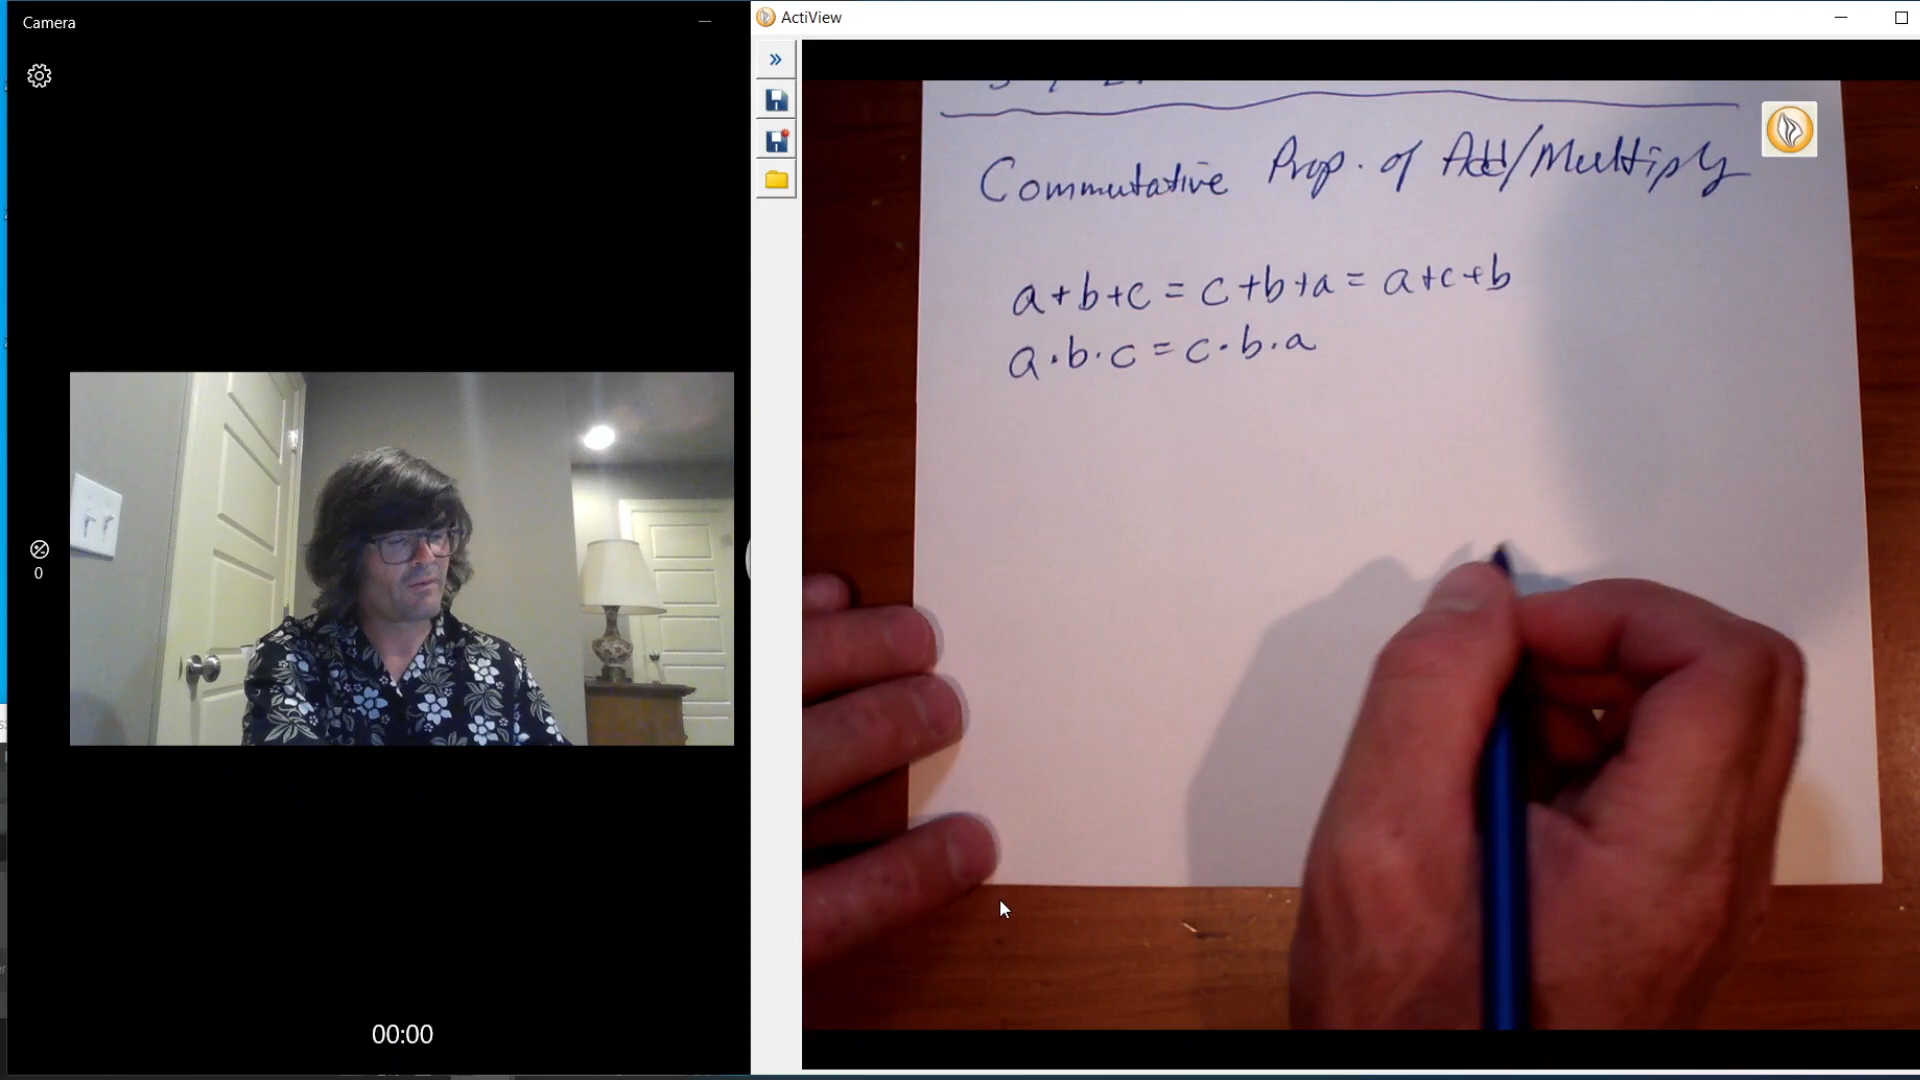 Camera
ActiView
»
Commutative Prop. of Add/Multiply
a+b+c = c+b+a = a+c+b
a·b·c = c·b·a
0
00:00